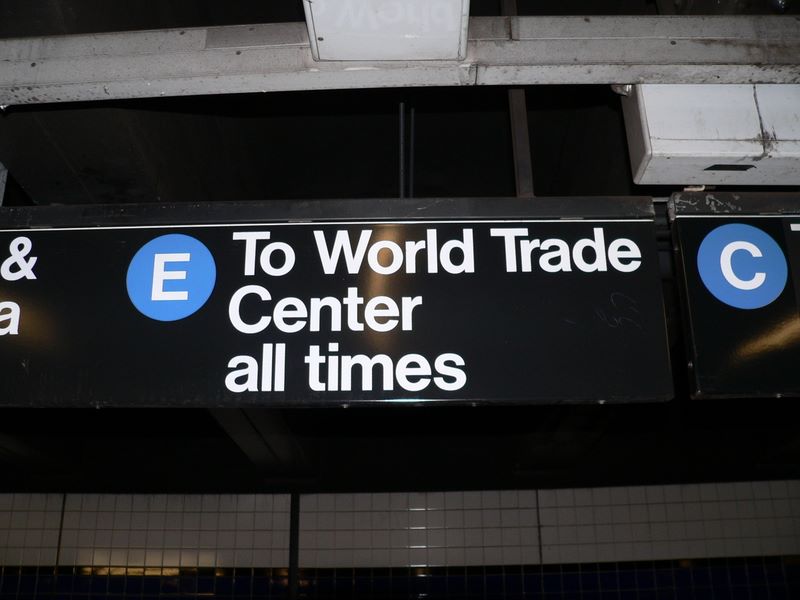 &
a
E To World Trade
Center
all times
C